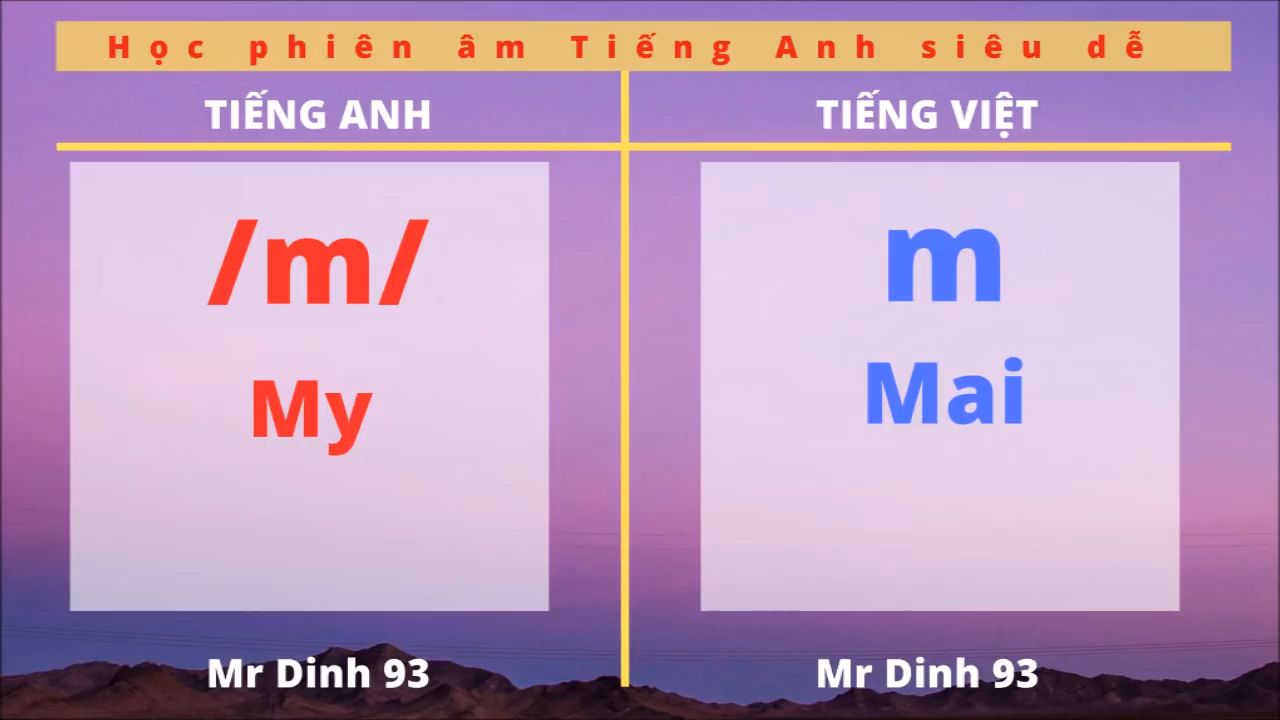 Học phiên âm Tiếng Anh siêu dễ
TIẾNG ANH
TIẾNG VIỆT
/m/
My
m
Mai
Mr Dinh 93
Mr Dinh 93